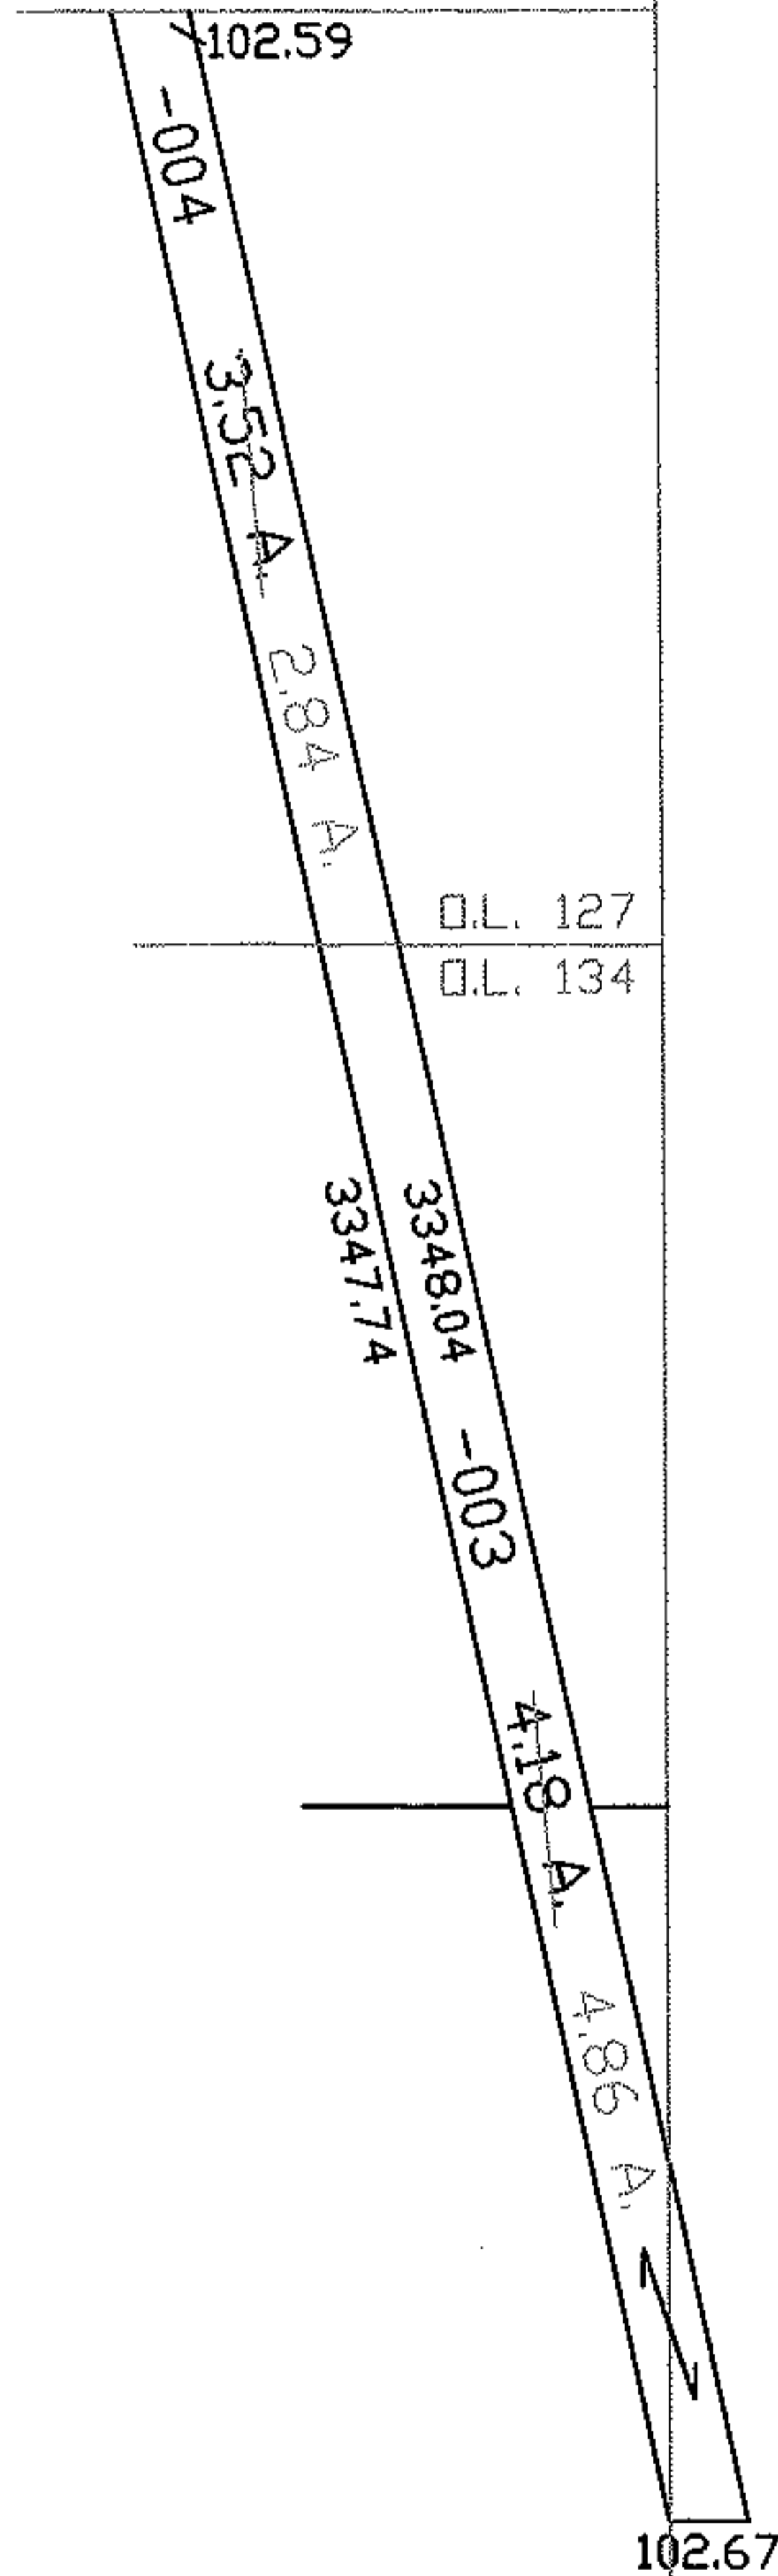 102.59
-004
3.52 A.
2.84 A.
O.L. 127
O.L. 134
3347.74
3348.04
-003
4.18 A.
4.86 A.
102.67